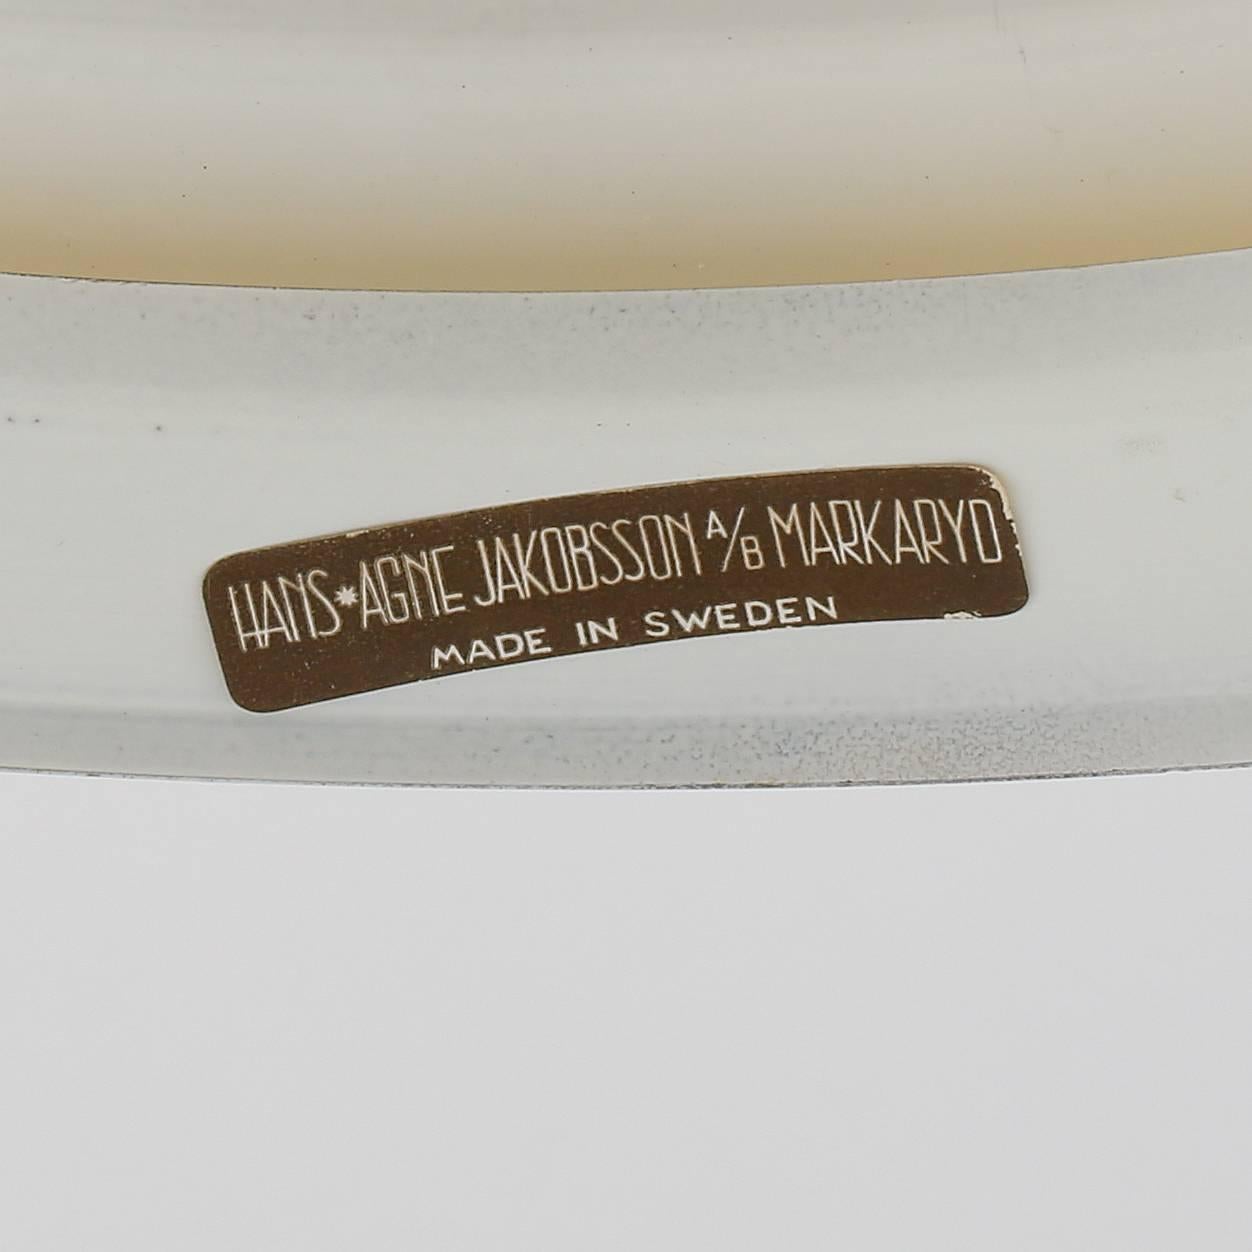 HANS*AGNE JAKOBSSON A/B MARKARYD
MADE IN SWEDEN